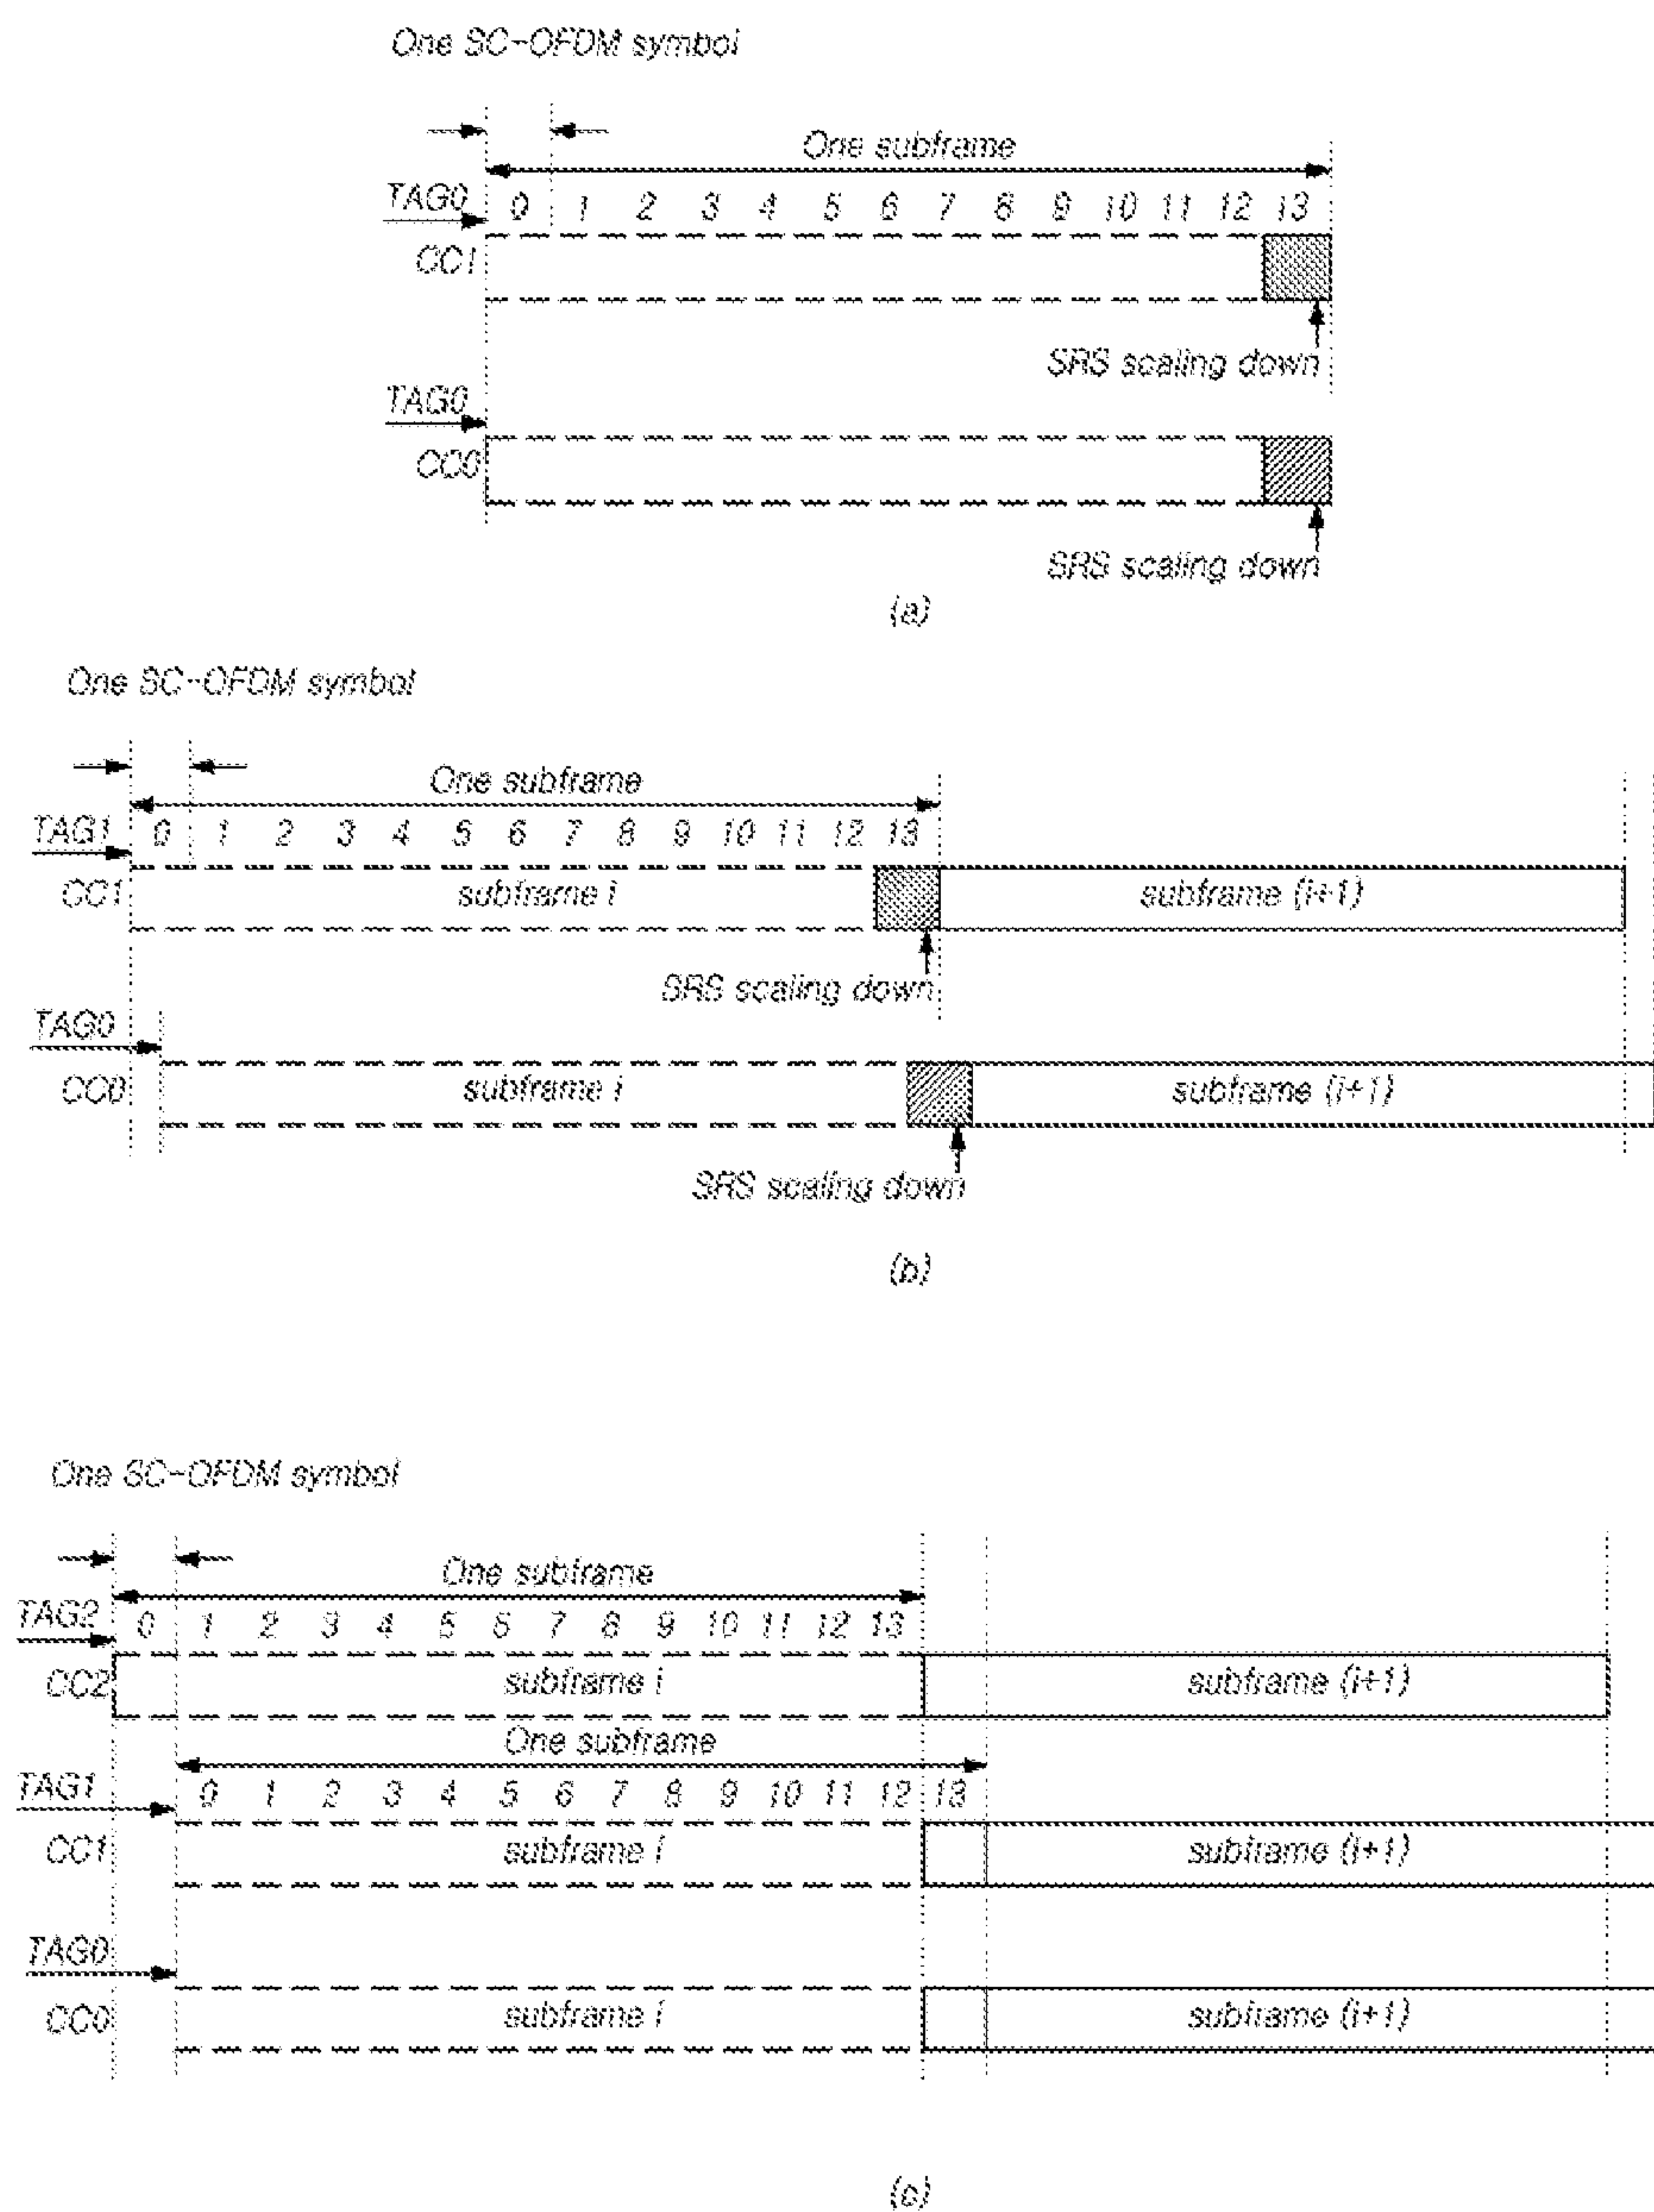 One SC-OFDM symbol
One subframe
TAG0 0 1 2 3 4 5 6 7 8 9 10 11 12 13
CC1
SRS scaling down
TAG0
CC0
SRS scaling down
(a)
One SC-OFDM symbol
One subframe
TAG1 0 1 2 3 4 5 6 7 8 9 10 11 12 13
CC1 subframe i subframe (i+1)
SRS scaling down
TAG0
CC0 subframe i subframe (i+1)
SRS scaling down
(b)
One SC-OFDM symbol
One subframe
TAG2 0 1 2 3 4 5 6 7 8 9 10 11 12 13
CC2 subframe i subframe (i+1)
One subframe
TAG1 0 1 2 3 4 5 6 7 8 9 10 11 12 13
CC1 subframe i subframe (i+1)
TAG0
CC0 subframe i subframe (i+1)
(c)